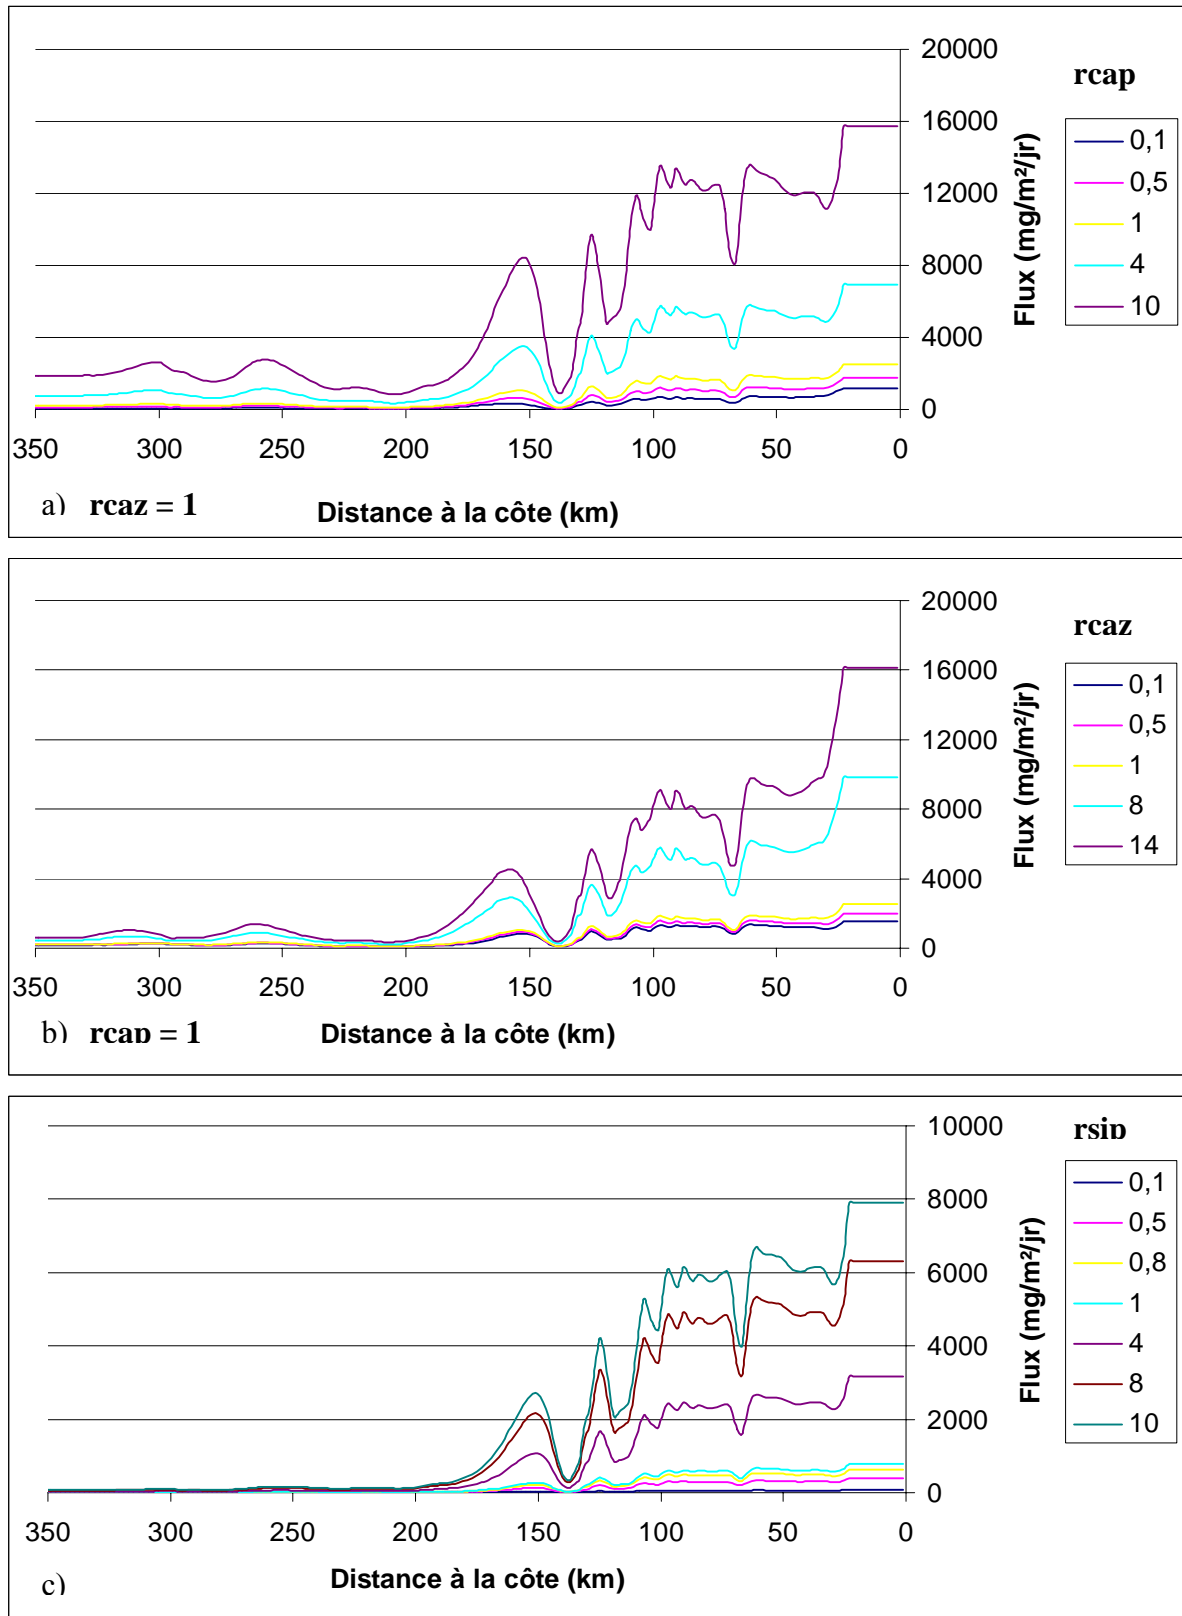 20000
16000
12000
8000
4000
0
Flux (mg/m²/jr)
rcap
0,1
0,5
1
4
10
350 300 250 200 150 100 50 0
a) rcaz = 1
Distance à la côte (km)
20000
16000
12000
8000
4000
0
Flux (mg/m²/jr)
rcaz
0,1
0,5
1
8
14
350 300 250 200 150 100 50 0
b) rcap = 1
Distance à la côte (km)
10000
8000
6000
4000
2000
0
Flux (mg/m²/jr)
rsip
0,1
0,5
0,8
1
4
8
10
350 300 250 200 150 100 50 0
c)
Distance à la côte (km)